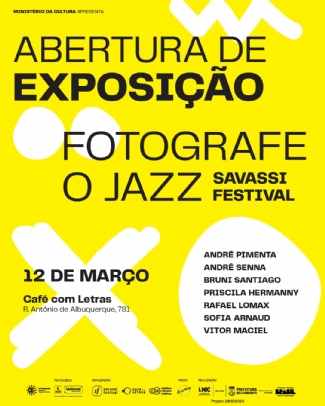 MINISTÉRIO DA CULTURA APRESENTA
ABERTURA DE
EXPOSIÇÃO
FOTOGRAFE
O JAZZ SAVASSI
FESTIVAL
12 DE MARÇO
Café com Letras
R. Antônio de Albuquerque, 781
ANDRÉ PIMENTA
ANDRÉ SENNA
BRUNI SANTIAGO
PRISCILA HERMANNY
RAFAEL LOMAX
SOFIA ARNAUD
VITOR MACIEL